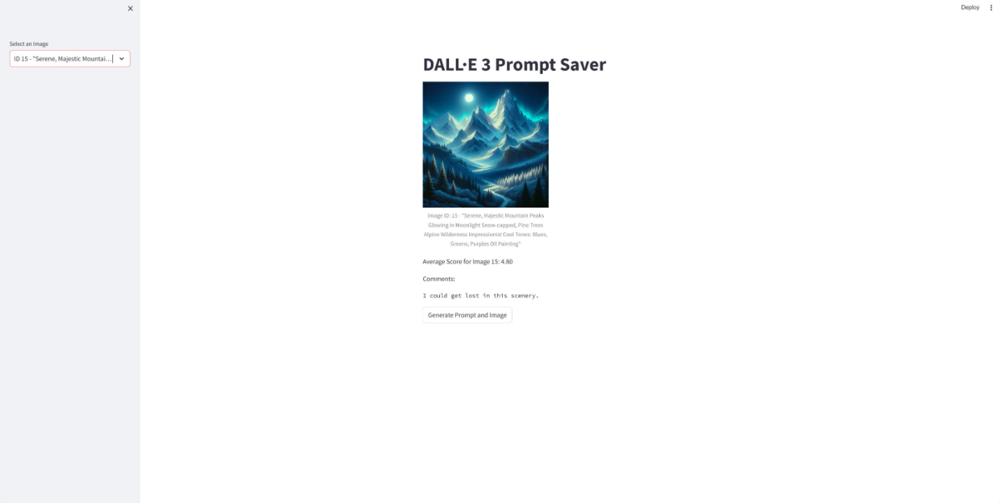 Deploy
Select an Image
ID 15 - "Serene, Majestic Mountai...
DALL·E 3 Prompt Saver
Image ID: 15 - "Serene, Majestic Mountain Peaks
Glowing in Moonlight Snow-capped, Pine Trees
Alpine Wilderness Impressionist Cool Tones: Blues,
Greens, Purples Oil Painting"
Average Score for Image 15: 4.80
Comments:
I could get lost in this scenery.
Generate Prompt and Image